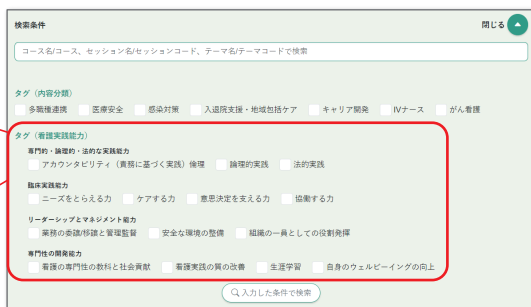 検索条件
閉じる
コース名/コース、セッション名/セッションコード、テーマ名/テーマコードで検索
タグ（内容分類）
多職種連携 医療安全 感染対策 入退院支援・地域包括ケア キャリア開発 IVナース がん看護
タグ（看護実践能力）
専門的・論理的・法的な実践能力
アカウンタビリティ（責務に基づく実践）倫理 論理的実践 法的実践
臨床実践能力
ニーズをとらえる力 ケアする力 意思決定を支える力 協働する力
リーダーシップとマネジメント能力
業務の委譲/移譲と管理監督 安全な環境の整備 組織の一員としての役割発揮
専門性の開発能力
看護の専門性の教科と社会貢献 看護実践の質の改善 生涯学習 自身のウェルビーイングの向上
入力した条件で検索